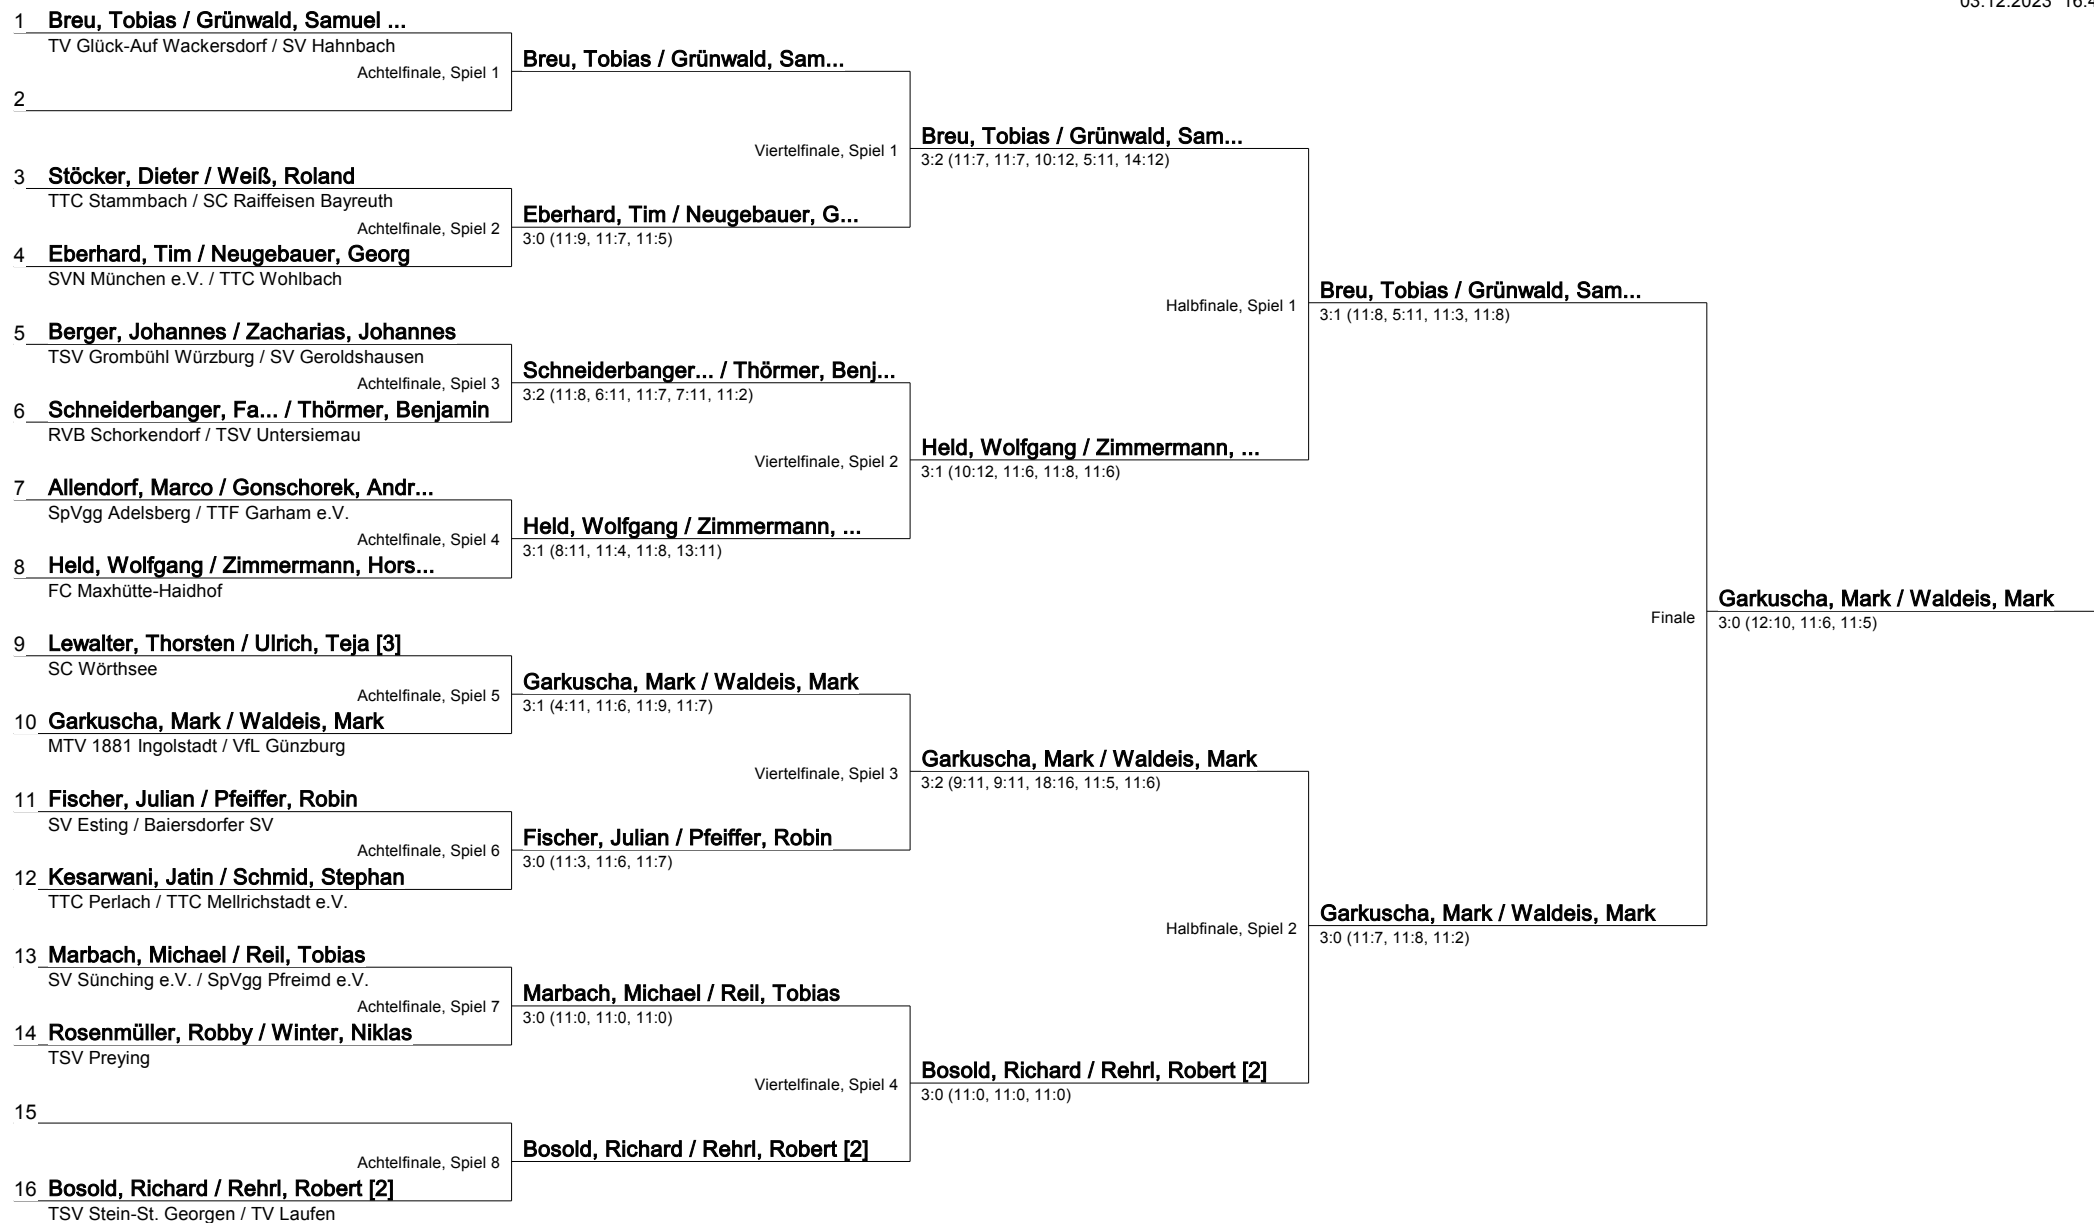 03.12.2023
1 Breu, Tobias / Grünwald, Samuel ...
TV Glück-Auf Wackersdorf / SV Hahnbach
Achtelfinale, Spiel 1
2
3 Stöcker, Dieter / Weiß, Roland
TTC Stammbach / SC Raiffeisen Bayreuth
Achtelfinale, Spiel 2
4 Eberhard, Tim / Neugebauer, Georg
SVN München e.V. / TTC Wohlbach
5 Berger, Johannes / Zacharias, Johannes
TSV Grombühl Würzburg / SV Geroldshausen
Achtelfinale, Spiel 3
6 Schneiderbanger, Fa... / Thörmer, Benjamin
RVB Schorkendorf / TSV Untersiemau
7 Allendorf, Marco / Gonschorek, Andr...
SpVgg Adelsberg / TTF Garham e.V.
Achtelfinale, Spiel 4
8 Held, Wolfgang / Zimmermann, Hors...
FC Maxhütte-Haidhof
9 Lewalter, Thorsten / Ulrich, Teja [3]
SC Wörthsee
Achtelfinale, Spiel 5
10 Garkuscha, Mark / Waldeis, Mark
MTV 1881 Ingolstadt / VfL Günzburg
11 Fischer, Julian / Pfeiffer, Robin
SV Esting / Baiersdorfer SV
Achtelfinale, Spiel 6
12 Kesarwani, Jatin / Schmid, Stephan
TTC Perlach / TTC Mellrichstadt e.V.
13 Marbach, Michael / Reil, Tobias
SV Sünching e.V. / SpVgg Pfreimd e.V.
Achtelfinale, Spiel 7
14 Rosenmüller, Robby / Winter, Niklas
TSV Preying
15
Achtelfinale, Spiel 8
16 Bosold, Richard / Rehrl, Robert [2]
TSV Stein-St. Georgen / TV Laufen
Breu, Tobias / Grünwald, Sam...
Viertelfinale, Spiel 1
Eberhard, Tim / Neugebauer, G...
3:0 (11:9, 11:7, 11:5)
Schneiderbanger... / Thörmer, Benj...
3:2 (11:8, 6:11, 11:7, 7:11, 11:2)
Viertelfinale, Spiel 2
Held, Wolfgang / Zimmermann, ...
3:1 (8:11, 11:4, 11:8, 13:11)
Garkuscha, Mark / Waldeis, Mark
3:1 (4:11, 11:6, 11:9, 11:7)
Viertelfinale, Spiel 3
Fischer, Julian / Pfeiffer, Robin
3:0 (11:3, 11:6, 11:7)
Marbach, Michael / Reil, Tobias
3:0 (11:0, 11:0, 11:0)
Viertelfinale, Spiel 4
Bosold, Richard / Rehrl, Robert [2]
Breu, Tobias / Grünwald, Sam...
3:2 (11:7, 11:7, 10:12, 5:11, 14:12)
Halbfinale, Spiel 1
Held, Wolfgang / Zimmermann, ...
3:1 (10:12, 11:6, 11:8, 11:6)
Garkuscha, Mark / Waldeis, Mark
3:2 (9:11, 9:11, 18:16, 11:5, 11:6)
Halbfinale, Spiel 2
Bosold, Richard / Rehrl, Robert [2]
3:0 (11:0, 11:0, 11:0)
Breu, Tobias / Grünwald, Sam...
3:1 (11:8, 5:11, 11:3, 11:8)
Finale
Garkuscha, Mark / Waldeis, Mark
3:0 (11:7, 11:8, 11:2)
Garkuscha, Mark / Waldeis, Mark
3:0 (12:10, 11:6, 11:5)